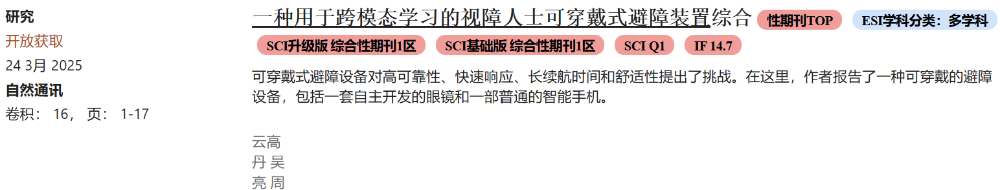 研究
开放获取
24 3月 2025
自然通讯
卷积： 16， 页： 1-17
一种用于跨模态学习的视障人士可穿戴式避障装置综合 性期刊TOP ESI学科分类：多学科
SCI升级版 综合性期刊1区 SCI基础版 综合性期刊1区 SCI Q1 IF 14.7
可穿戴式避障设备对高可靠性、快速响应、长续航时间和舒适性提出了挑战。在这里，作者报告了一种可穿戴的避障
设备，包括一套自主开发的眼镜和一部普通的智能手机。
云高
丹 吴
亮 周